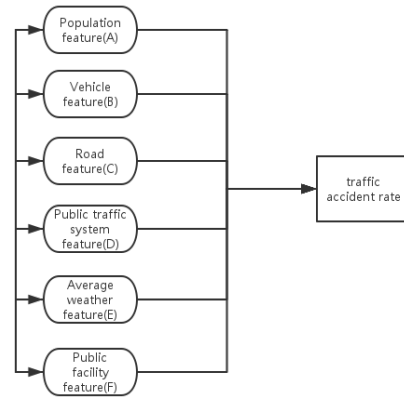 Population
feature(A)
Vehicle
feature(B)
Road
feature(C)
Public traffic
system
feature(D)
Average
weather
feature(E)
Public
facility
feature(F)
traffic
accident rate